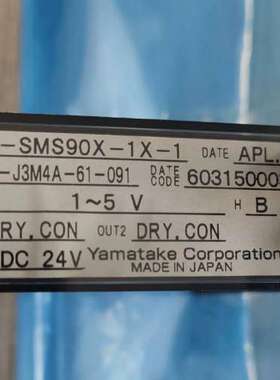 -SMS90X-1X-1 DATE APL.
-J3M4A-61-091 DATE CODE 603150000
1~5 V H B
DRY,CON OUT2 DRY,CON
DC 24V Yamatake Corporation
MADE IN JAPAN